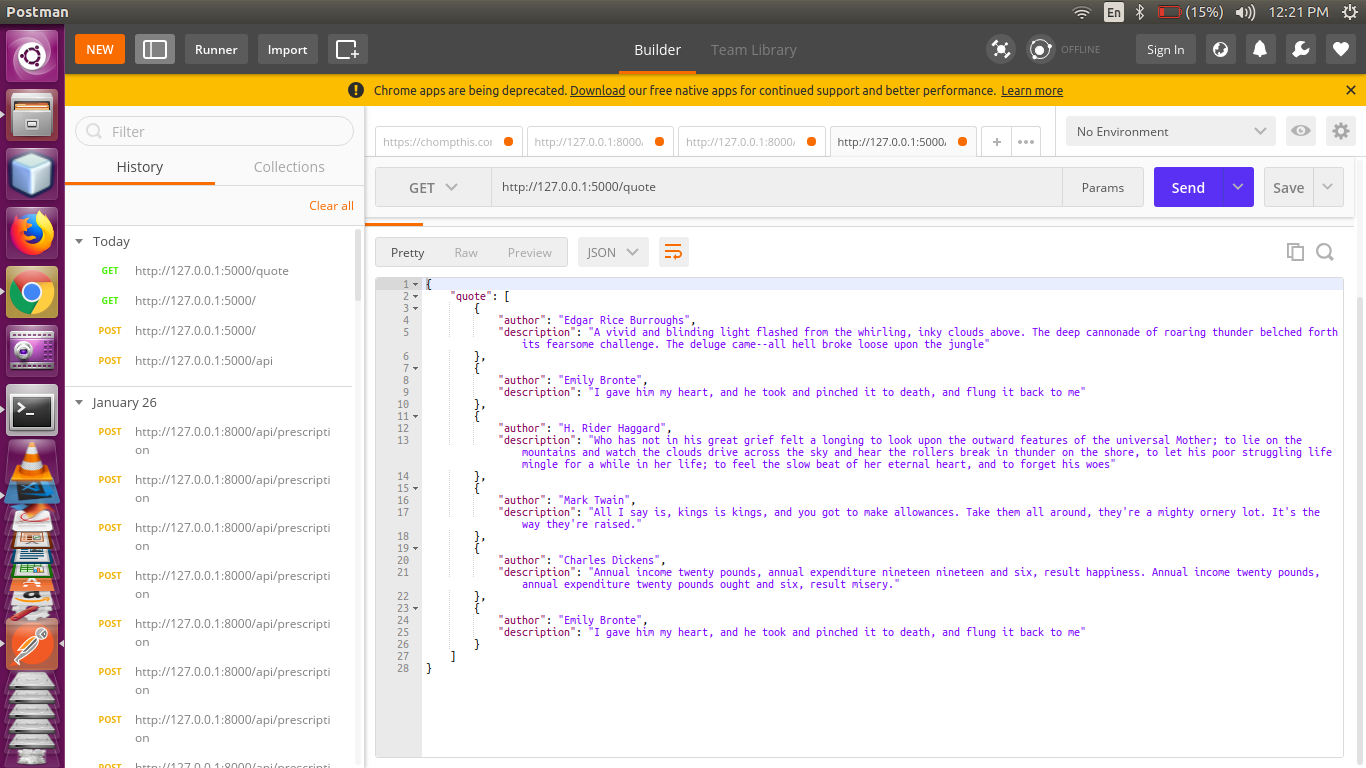 Postman
En
(15%)
12:21 PM
NEW
Runner
Import
Builder
Team Library
OFFLINE
Sign In
Chrome apps are being deprecated. Download our free native apps for continued support and better performance. Learn more
Filter
History
Collections
Clear all
Today
GET http://127.0.0.1:5000/quote
GET http://127.0.0.1:5000/
POST http://127.0.0.1:5000/
POST http://127.0.0.1:5000/api
January 26
POST http://127.0.0.1:8000/api/prescripti
on
POST http://127.0.0.1:8000/api/prescripti
on
POST http://127.0.0.1:8000/api/prescripti
on
POST http://127.0.0.1:8000/api/prescripti
on
POST http://127.0.0.1:8000/api/prescripti
on
POST http://127.0.0.1:8000/api/prescripti
on
POST http://127.0.0.1:8000/api/prescripti
on
POST http://127.0.0.1:8000/api/prescripti
https://chompthis.co
http://127.0.0.1:8000/
http://127.0.0.1:8000/
http://127.0.0.1:5000/
No Environment
GET
http://127.0.0.1:5000/quote
Params
Send
Save
Pretty
Raw
Preview
JSON
1 {
2 "quote": [
3 {
4 "author": "Edgar Rice Burroughs",
5 "description": "A vivid and blinding light flashed from the whirling, inky clouds above. The deep cannonade of roaring thunder belched forth
its fearsome challenge. The deluge came--all hell broke loose upon the jungle"
6 },
7 {
8 "author": "Emily Bronte",
9 "description": "I gave him my heart, and he took and pinched it to death, and flung it back to me"
10 },
11 {
12 "author": "H. Rider Haggard",
13 "description": "Who has not in his great grief felt a longing to look upon the outward features of the universal Mother; to lie on the
mountains and watch the clouds drive across the sky and hear the rollers break in thunder on the shore, to let his poor struggling life
mingle for a while in her life; to feel the slow beat of her eternal heart, and to forget his woes"
14 },
15 {
16 "author": "Mark Twain",
17 "description": "All I say is, kings is kings, and you got to make allowances. Take them all around, they're a mighty ornery lot. It's the
way they're raised."
18 },
19 {
20 "author": "Charles Dickens",
21 "description": "Annual income twenty pounds, annual expenditure nineteen nineteen and six, result happiness. Annual income twenty pounds,
annual expenditure twenty pounds ought and six, result misery."
22 },
23 {
24 "author": "Emily Bronte",
25 "description": "I gave him my heart, and he took and pinched it to death, and flung it back to me"
26 }
27 ]
28 }